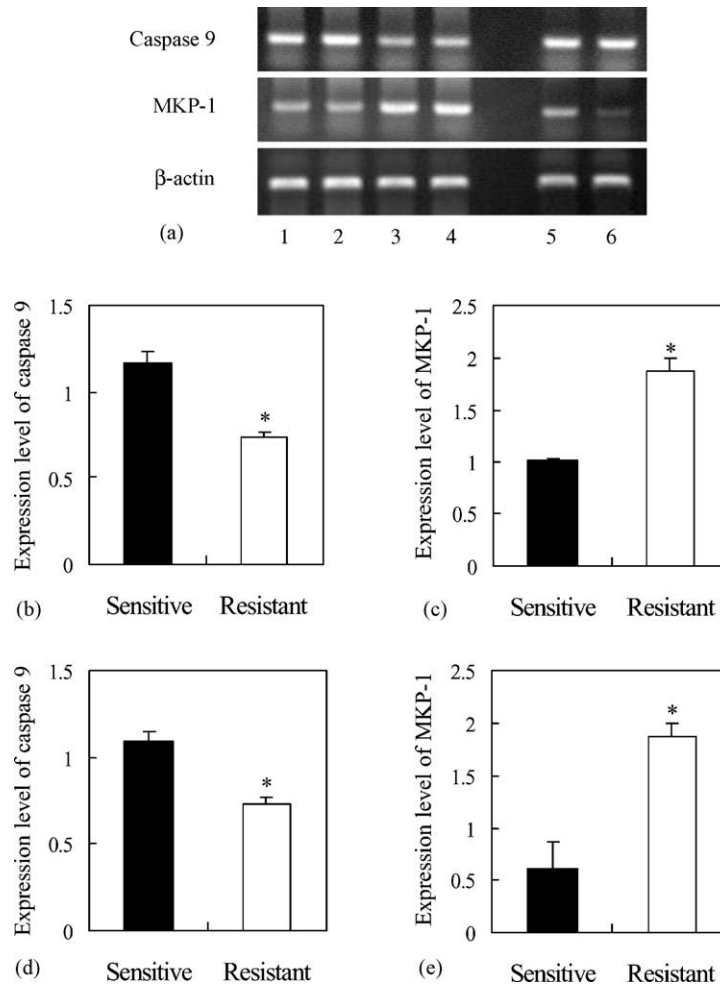 Caspase 9
MKP-1
β-actin
(a)
1 2 3 4 5 6
Expression level of caspase 9
1.5
1
0.5
0
Sensitive Resistant
*
(b)
Expression level of MKP-1
2.5
2
1.5
1
0.5
0
Sensitive Resistant
*
(c)
Expression level of caspase 9
1.5
1
0.5
0
Sensitive Resistant
*
(d)
Expression level of MKP-1
2.5
2
1.5
1
0.5
0
Sensitive Resistant
*
(e)